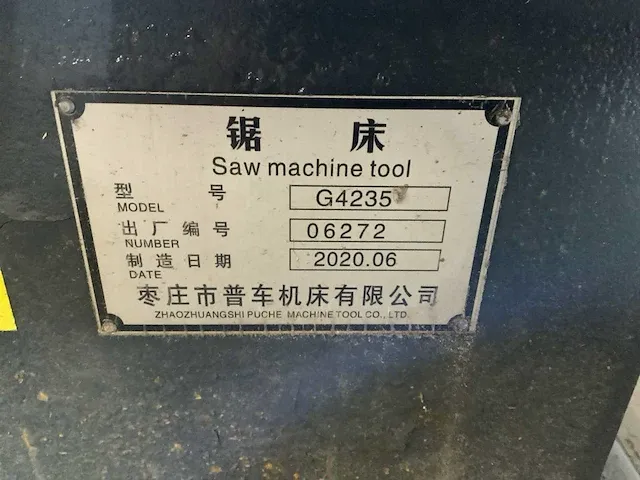 锯 床
Saw machine tool
型 号 G4235
MODEL
出厂编号 06272
NUMBER
制造日期 2020.06
DATE
枣庄市普车机床有限公司
ZHAOZHUANGSHI PUCHE MACHINE TOOL CO., LTD.